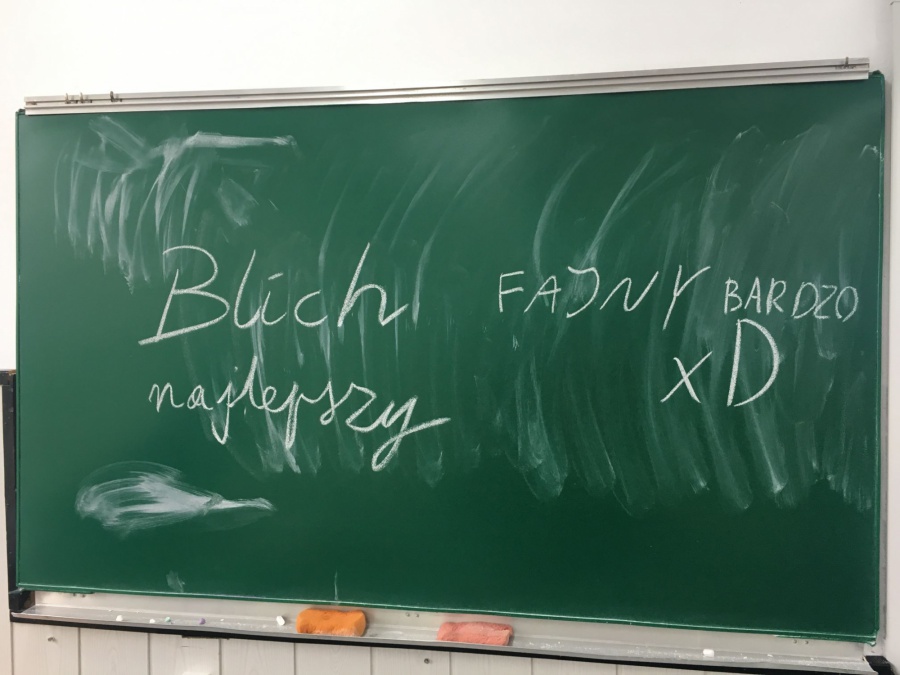 Blich
najlepszy
FAJNY BARDZO
xD